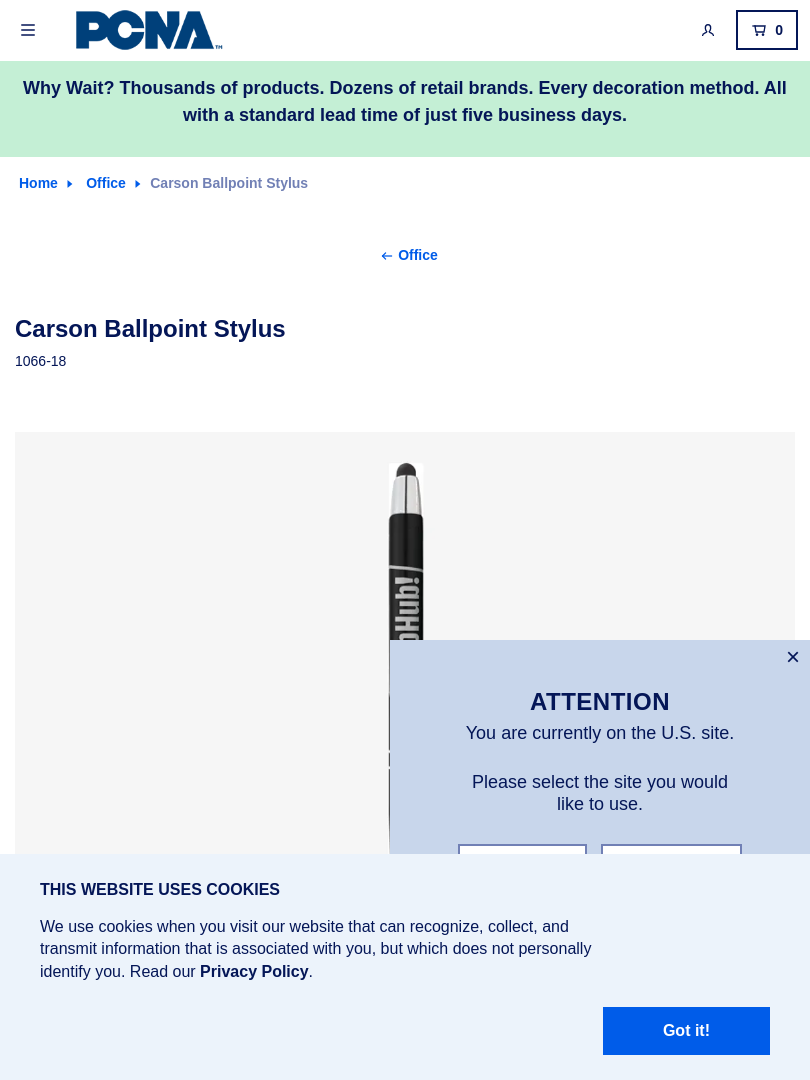 PCNA™
0
Why Wait? Thousands of products. Dozens of retail brands. Every decoration method. All
with a standard lead time of just five business days.
Home Office Carson Ballpoint Stylus
← Office
Carson Ballpoint Stylus
1066-18
Hub!
×
ATTENTION
You are currently on the U.S. site.
Please select the site you would
like to use.
THIS WEBSITE USES COOKIES
We use cookies when you visit our website that can recognize, collect, and
transmit information that is associated with you, but which does not personally
identify you. Read our Privacy Policy.
Got it!